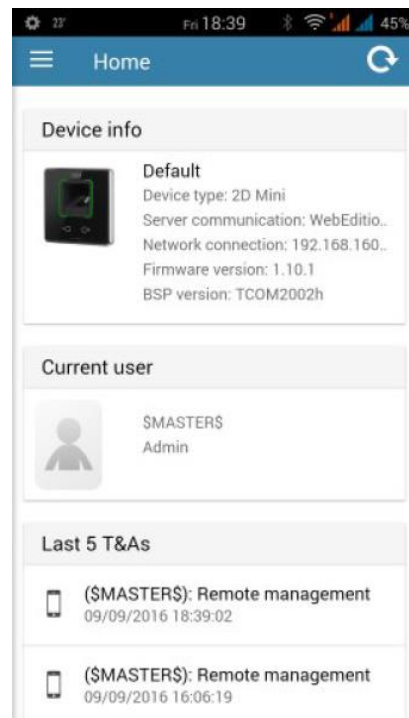 23° Fri 18:39 45%
Home
Device info
Default
Device type: 2D Mini
Server communication: WebEditio..
Network connection: 192.168.160..
Firmware version: 1.10.1
BSP version: TCOM2002h
Current user
$MASTER$
Admin
Last 5 T&As
($MASTER$): Remote management
09/09/2016 18:39:02
($MASTER$): Remote management
09/09/2016 16:06:19